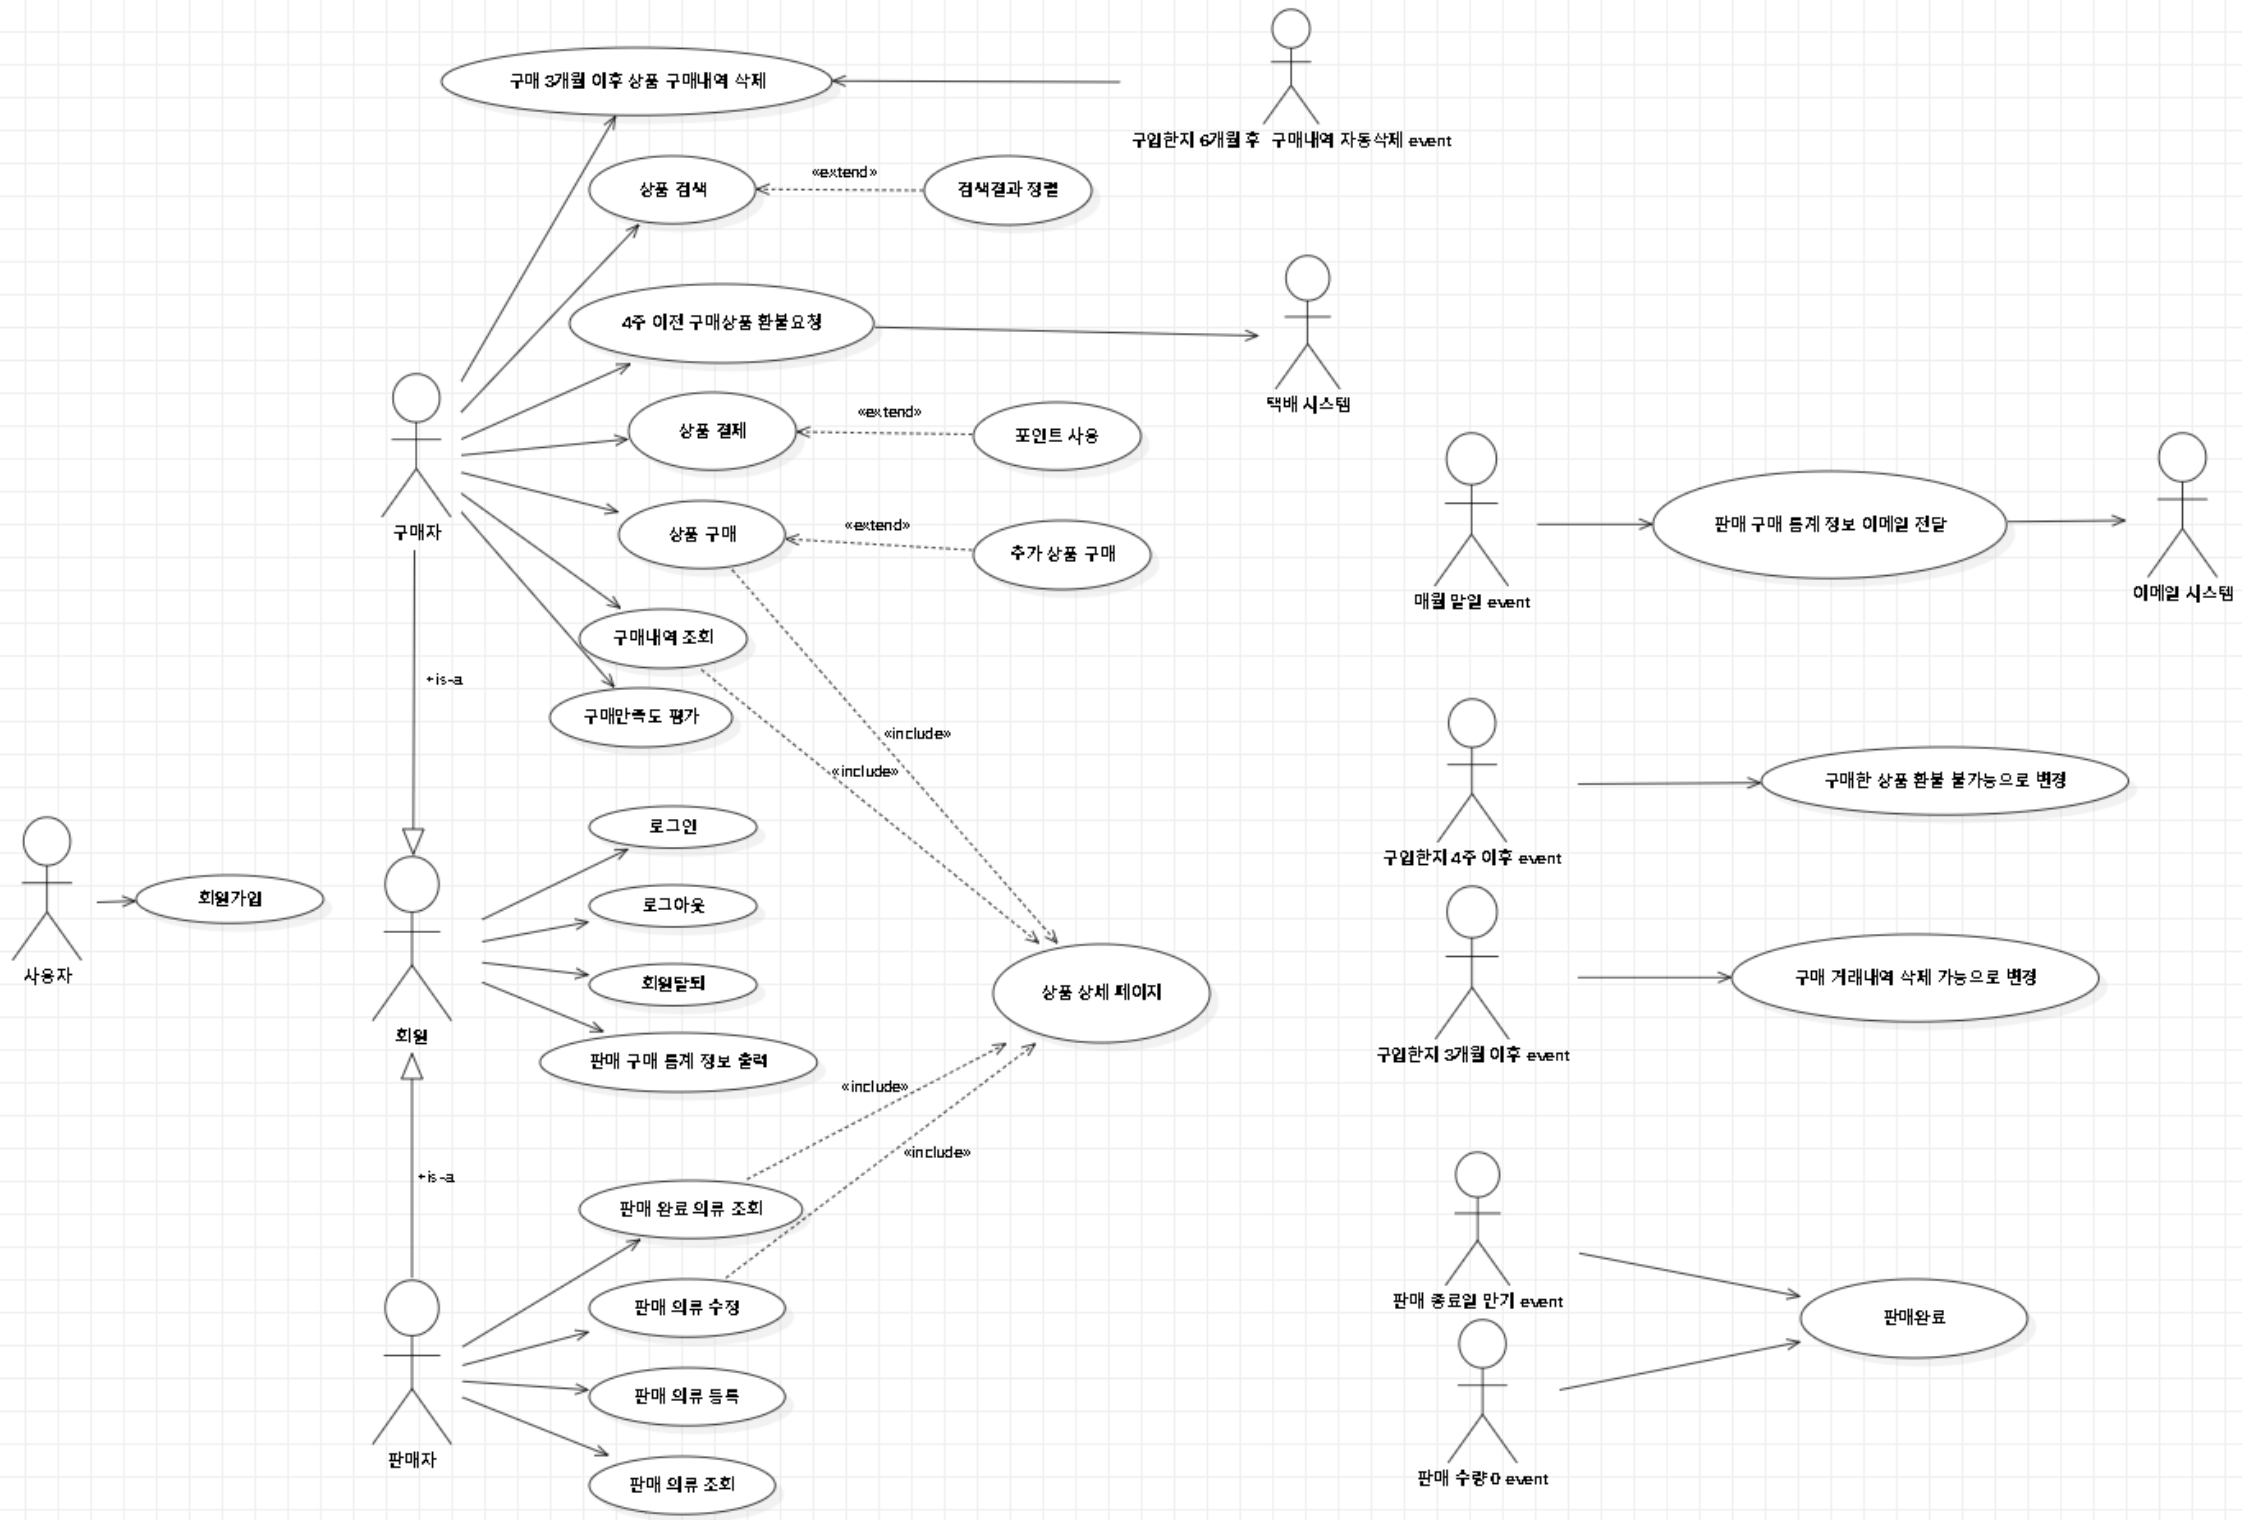 구매 3개월 이후 상품 구매내역 삭제
구입한지 6개월 후 구매내역 자동삭제 event
상품 검색
«extend»
검색결과 정렬
4주 이전 구매상품 환불요청
택배 시스템
상품 결제
«extend»
포인트 사용
구매자
상품 구매
«extend»
추가 상품 구매
매월 말일 event
판매 구매 통계 정보 이메일 전달
이메일 시스템
구매내역 조회
+is-a
구매만족도 평가
«include»
«include»
구매한 상품 환불 불가능으로 변경
구입한지 4주 이후 event
로그인
사용자
회원가입
로그아웃
회원탈퇴
회원
판매 구매 통계 정보 출력
상품 상세 페이지
구매 거래내역 삭제 가능으로 변경
구입한지 3개월 이후 event
«include»
«include»
+is-a
판매 완료 의류 조회
판매 의류 수정
판매 의류 등록
판매 의류 조회
판매자
판매 종료일 만기 event
판매완료
판매 수량 0 event